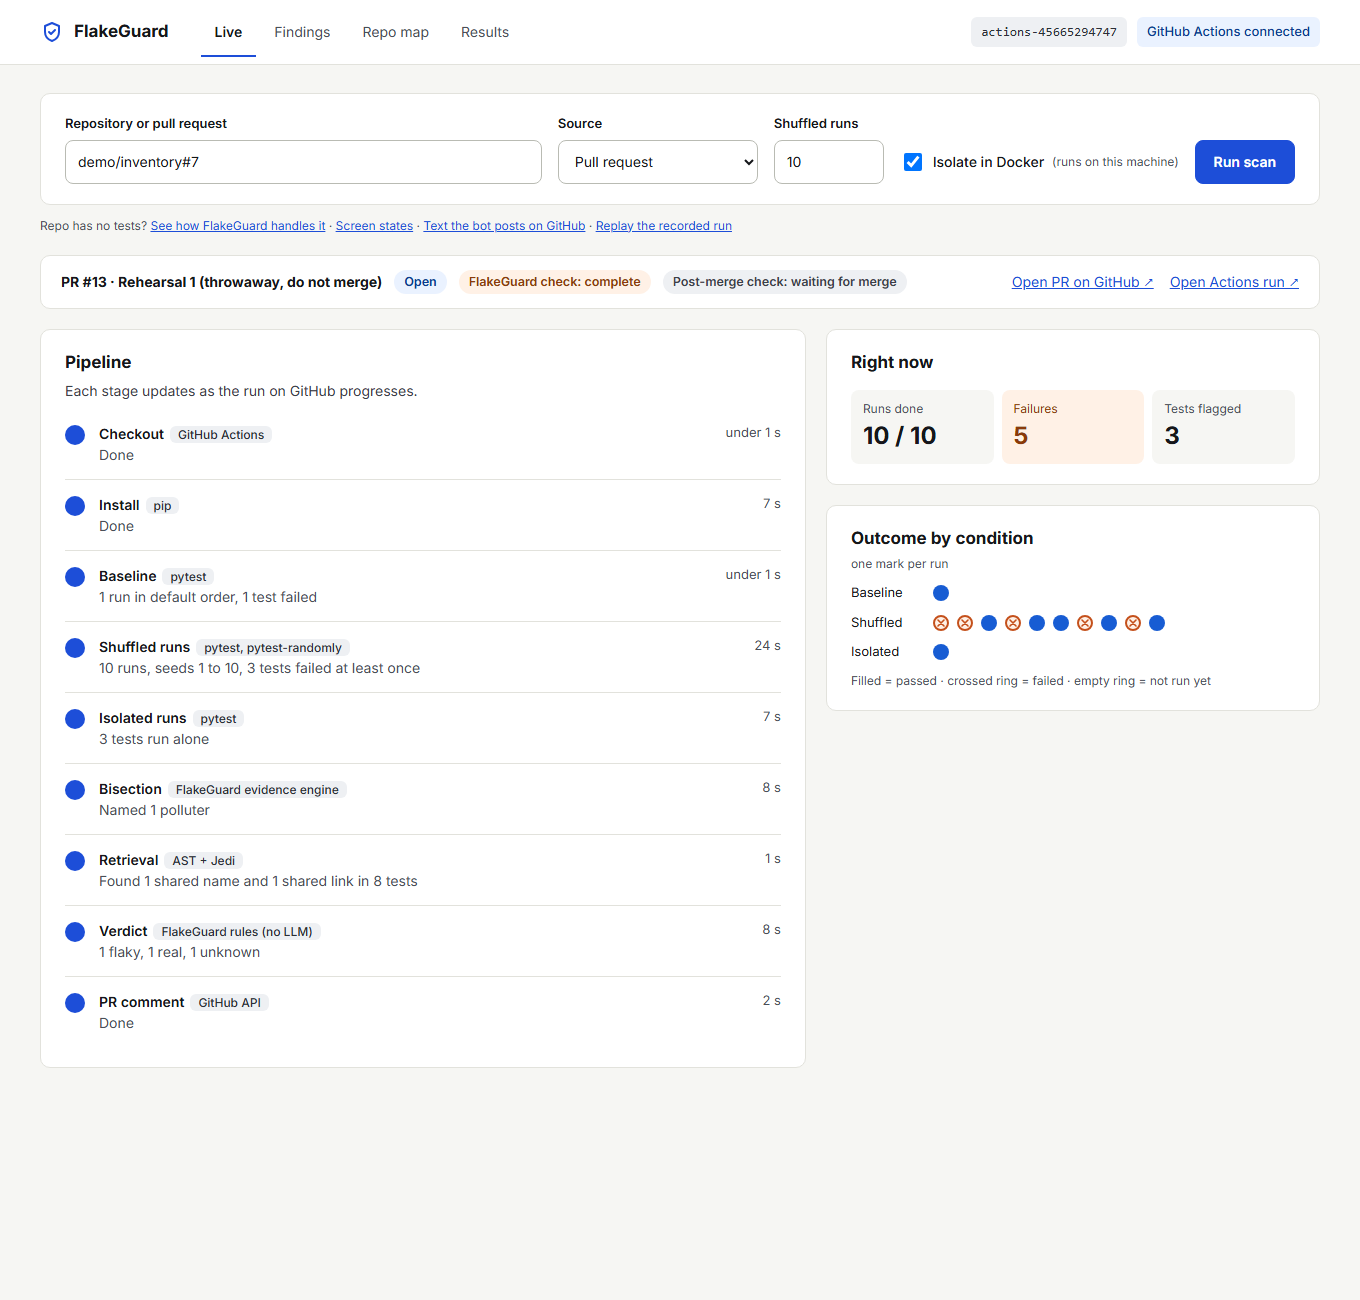 FlakeGuard
Live
Findings
Repo map
Results
actions-45665294747
GitHub Actions connected
Repository or pull request
Source
Shuffled runs
demo/inventory#7
Pull request
10
Isolate in Docker (runs on this machine)
Run scan
Repo has no tests? See how FlakeGuard handles it · Screen states · Text the bot posts on GitHub · Replay the recorded run
PR #13 · Rehearsal 1 (throwaway, do not merge)
Open
FlakeGuard check: complete
Post-merge check: waiting for merge
Open PR on GitHub ↗
Open Actions run ↗
Pipeline
Each stage updates as the run on GitHub progresses.
Checkout GitHub Actions under 1 s
Done
Install pip 7 s
Done
Baseline pytest under 1 s
1 run in default order, 1 test failed
Shuffled runs pytest, pytest-randomly 24 s
10 runs, seeds 1 to 10, 3 tests failed at least once
Isolated runs pytest 7 s
3 tests run alone
Bisection FlakeGuard evidence engine 8 s
Named 1 polluter
Retrieval AST + Jedi 1 s
Found 1 shared name and 1 shared link in 8 tests
Verdict FlakeGuard rules (no LLM) 8 s
1 flaky, 1 real, 1 unknown
PR comment GitHub API 2 s
Done
Right now
Runs done
10 / 10
Failures
5
Tests flagged
3
Outcome by condition
one mark per run
Baseline
Shuffled
Isolated
Filled = passed · crossed ring = failed · empty ring = not run yet